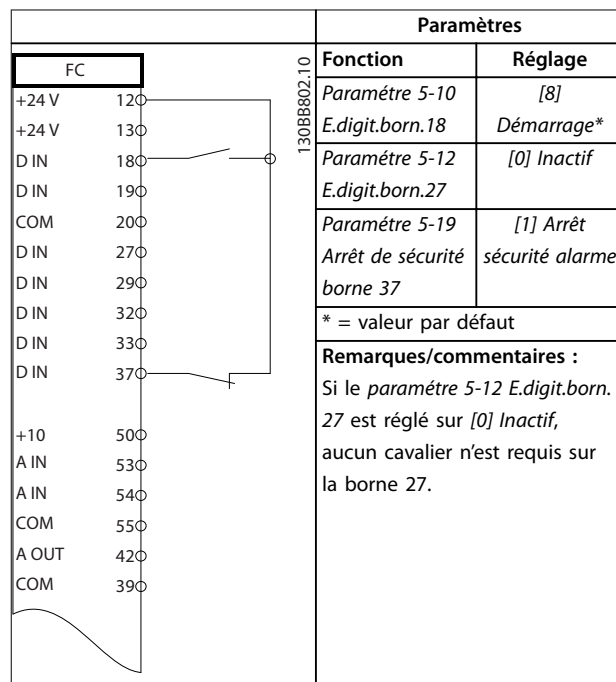 FC
+24 V 12
+24 V 13
D IN 18
D IN 19
COM 20
D IN 27
D IN 29
D IN 32
D IN 33
D IN 37
+10 50
A IN 53
A IN 54
COM 55
A OUT 42
COM 39
130BB802.10
Paramètres
Fonction Réglage
Paramétre 5-10 [8]
E.digit.born.18 Démarrage*
Paramétre 5-12 [0] Inactif
E.digit.born.27
Paramétre 5-19 [1] Arrêt
Arrêt de sécurité sécurité alarme
borne 37
* = valeur par défaut
Remarques/commentaires :
Si le paramétre 5-12 E.digit.born.
27 est réglé sur [0] Inactif,
aucun cavalier n'est requis sur
la borne 27.